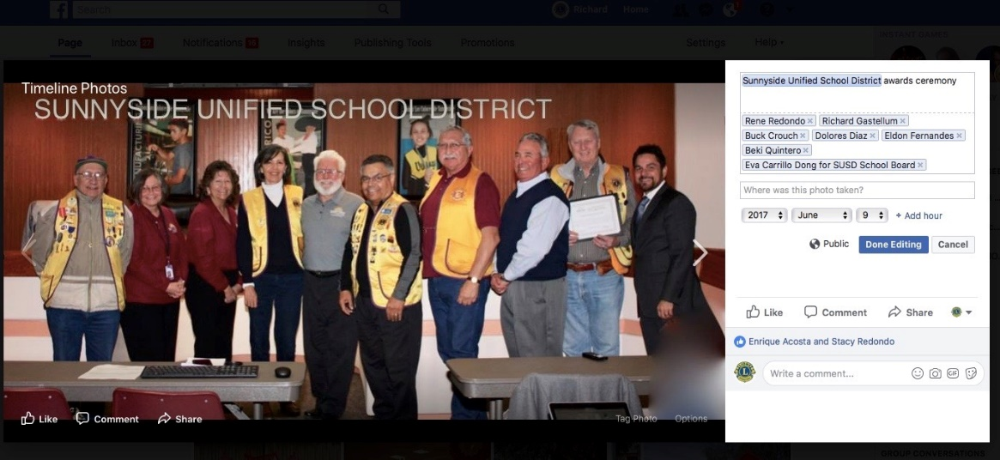 Search
Richard Home
Page Inbox 27 Notifications Insights Publishing Tools Promotions Settings Help
INSTANT GAMES
Timeline Photos
SUNNYSIDE UNIFIED SCHOOL DISTRICT
Sunnyside Unified School District awards ceremony
Rene Redondo × Richard Gastellum ×
Buck Crouch × Dolores Diaz × Eldon Fernandes ×
Beki Quintero ×
Eva Carrillo Dong for SUSD School Board ×
Where was this photo taken?
2017 June 9 + Add hour
Public Done Editing Cancel
Like Comment Share
Enrique Acosta and Stacy Redondo
Write a comment... GIF
Like Comment Share Tag Photo Options
GROUP CONVERSATIONS